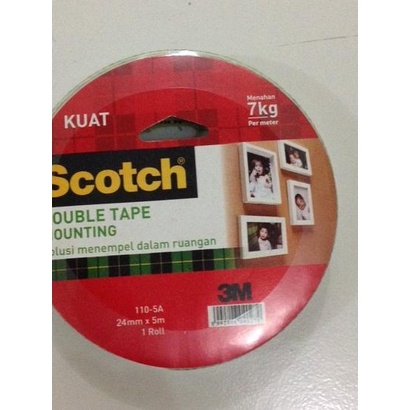 Menahan
7kg
Per meter
KUAT
Scotch®
OUBLE TAPE
OUNTING
olusi menempel dalam ruangan
110-5A
24mm x 5m
1 Roll
3M